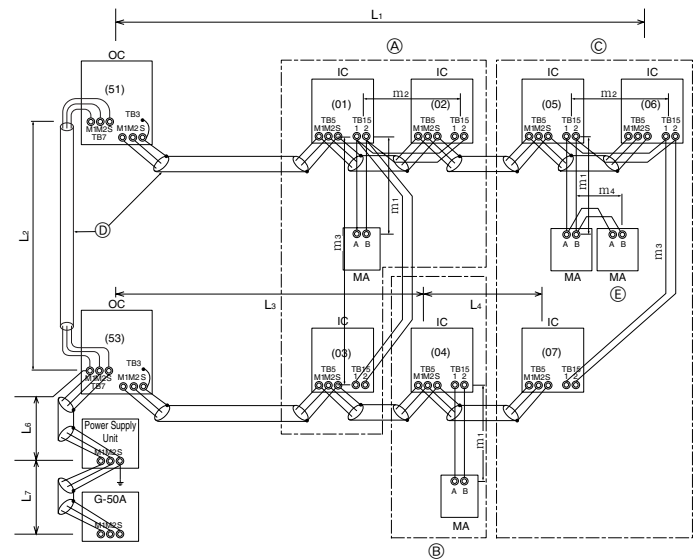 L1
A
C
OC
IC
IC
IC
IC
(51)
(01)
m2
(02)
(05)
m2
(06)
M1M2S
TB7
TB3
M1M2S
TB5
M1M2S
TB15
1 2
TB5
M1M2S
TB15
1 2
TB5
M1M2S
TB15
1 2
TB5
M1M2S
TB15
1 2
L2
D
m1
m3
m1
m4
m3
A B
MA
A B
MA
A B
MA
E
L3
L4
OC
IC
IC
IC
(53)
(03)
(04)
(07)
M1M2S
TB7
TB3
M1M2S
TB5
M1M2S
TB15
1 2
TB5
M1M2S
TB15
1 2
TB5
M1M2S
TB15
1 2
L6
Power Supply
Unit
M1M2S
m1
L7
G-50A
M1M2S
A B
MA
B